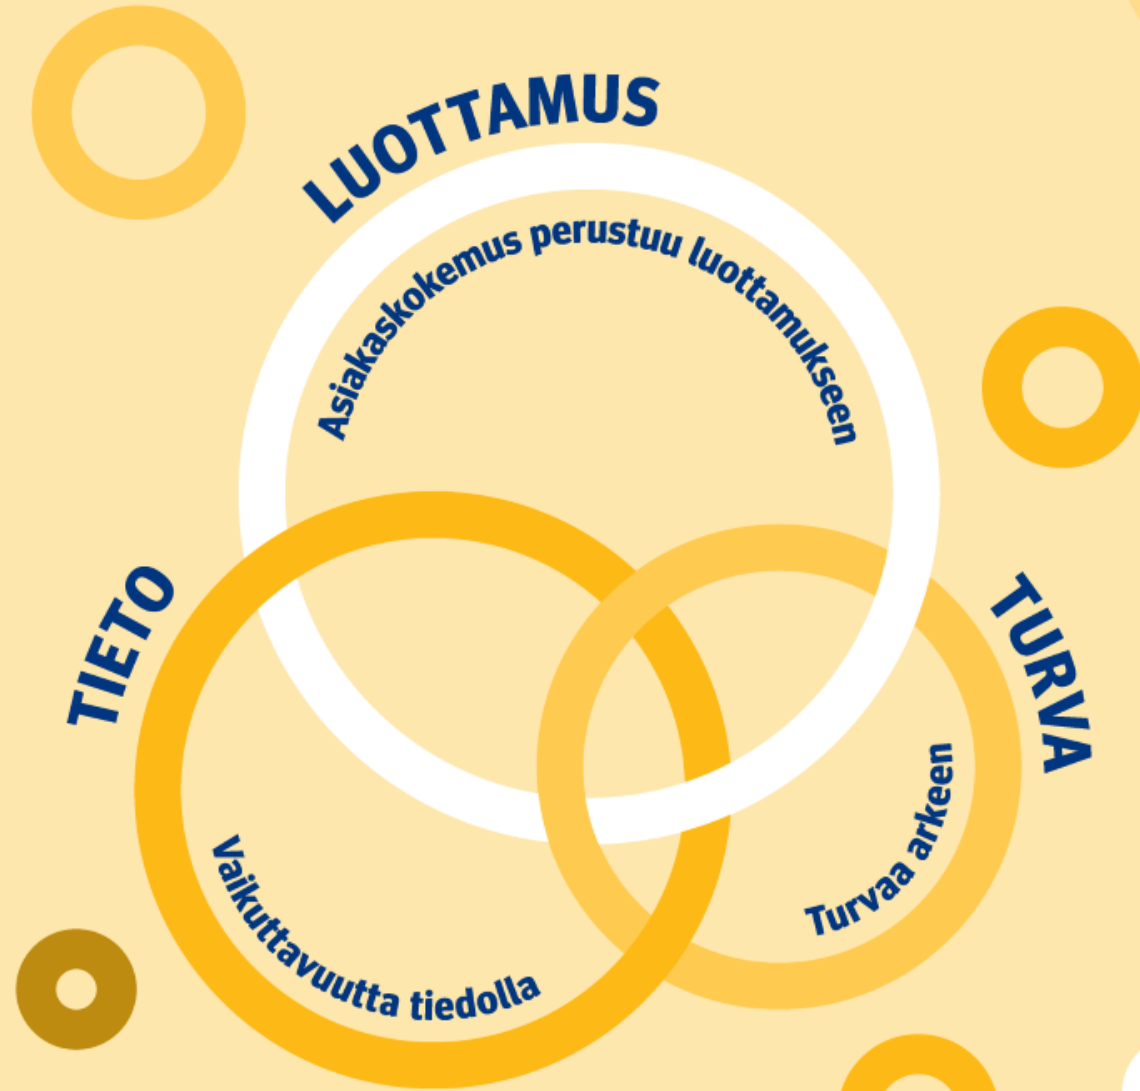 LUOTTAMUS
Asiakaskokemus perustuu luottamukseen
TIETO
Vaikuttavuutta tiedolla
TURVA
Turvaa arkeen